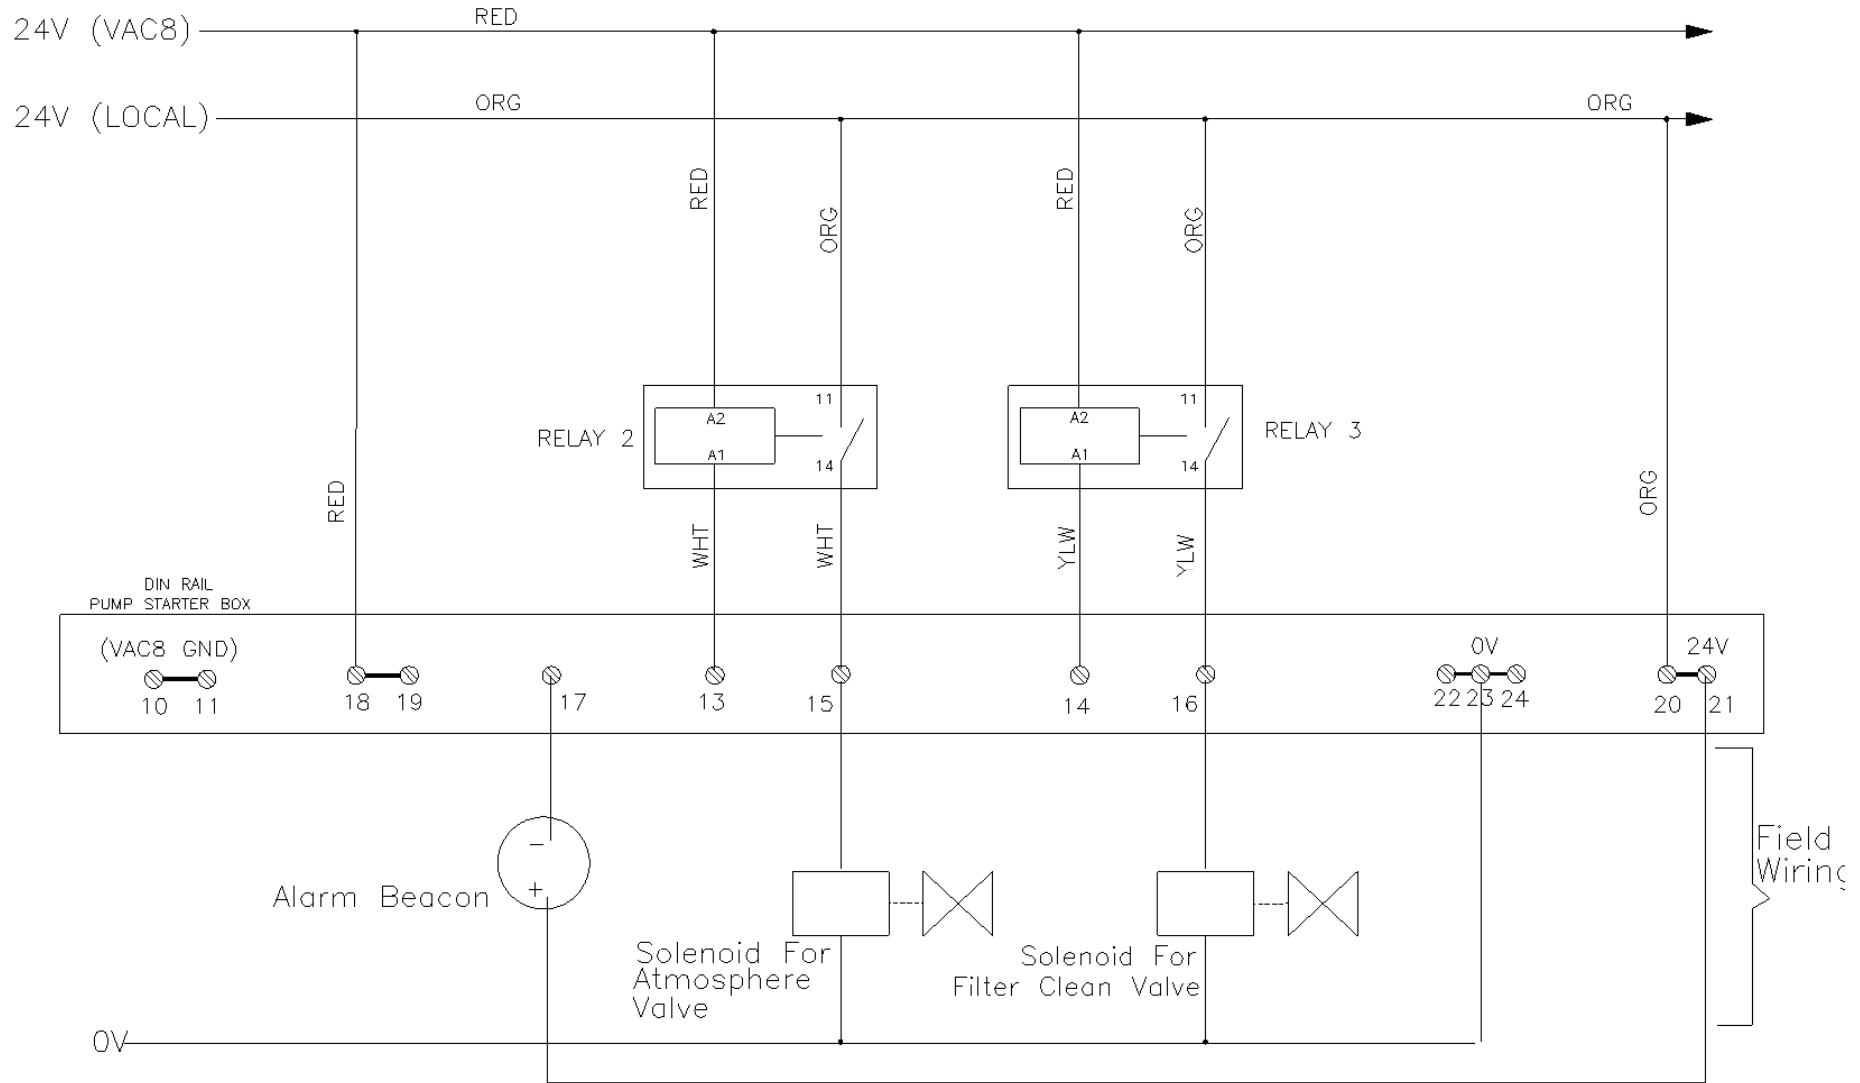 24V (VAC8)
RED
24V (LOCAL)
ORG
ORG
RED
ORG
RED
ORG
RELAY 2
A2
A1
11
14
A2
A1
11
14
RELAY 3
RED
WHT
WHT
YLW
YLW
ORG
DIN RAIL
PUMP STARTER BOX
(VAC8 GND)
0V
24V
10 11
18 19
17
13
15
14
16
22 23 24
20 21
−
+
Alarm Beacon
Solenoid For
Atmosphere
Valve
Solenoid For
Filter Clean Valve
Field
Wiring
0V